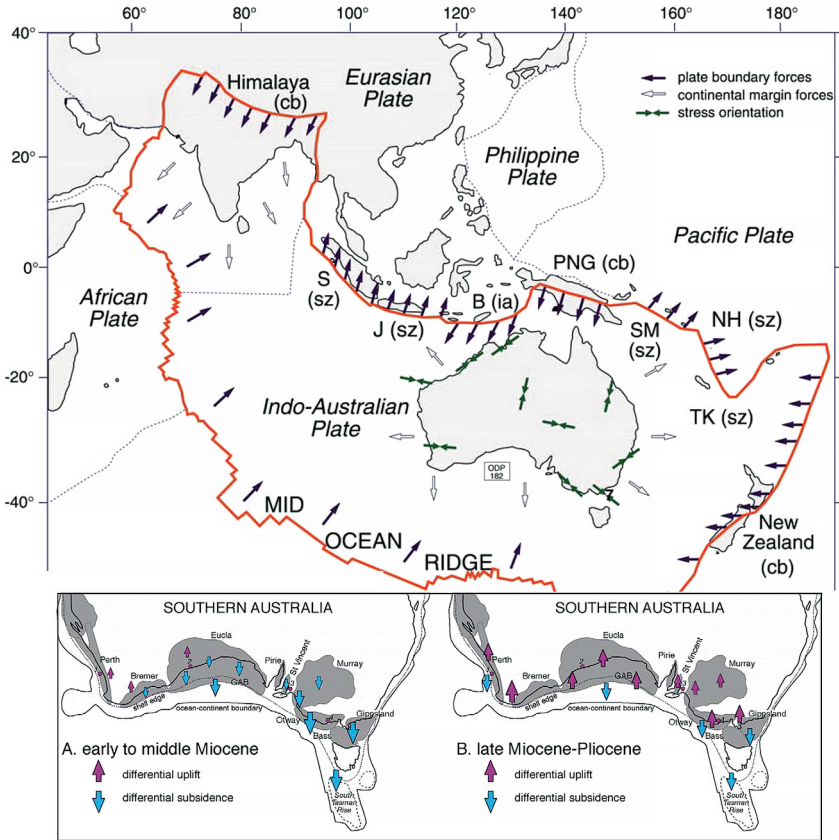 60°
80°
100°
120°
140°
160°
180°
40°
20°
0°
-20°
-40°
Himalaya
(cb)
Eurasian
Plate
plate boundary forces
continental margin forces
stress orientation
Philippine
Plate
Pacific Plate
PNG (cb)
African
Plate
S
(sz)
J (sz)
B (ia)
SM
(sz)
NH (sz)
TK (sz)
Indo-Australian
Plate
ODP
182
MID
OCEAN
RIDGE
New
Zealand
(cb)
SOUTHERN AUSTRALIA
Eucla
Perth
Bremer
Pirie
St Vincent
Murray
2
3
GAB
shelf edge
ocean-continent boundary
Otway
Bass
Gippsland
A. early to middle Miocene
differential uplift
differential subsidence
South
Tasman
Rise
SOUTHERN AUSTRALIA
Eucla
Perth
Bremer
Pirie
St Vincent
Murray
2
3
GAB
shelf edge
ocean-continent boundary
Otway
Bass
Gippsland
B. late Miocene-Pliocene
differential uplift
differential subsidence
South
Tasman
Rise